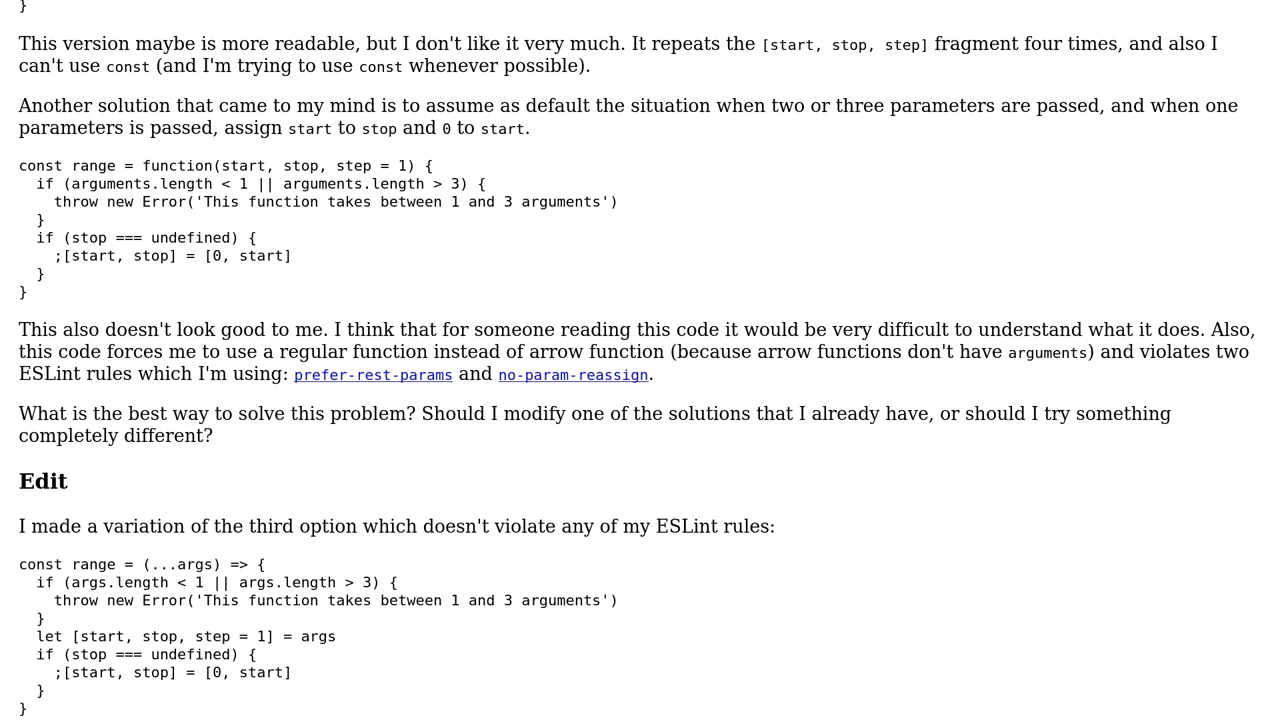 }
This version maybe is more readable, but I don't like it very much. It repeats the [start, stop, step] fragment four times, and also I
can't use const (and I'm trying to use const whenever possible).
Another solution that came to my mind is to assume as default the situation when two or three parameters are passed, and when one
parameters is passed, assign start to stop and 0 to start.
const range = function(start, stop, step = 1) {
  if (arguments.length < 1 || arguments.length > 3) {
    throw new Error('This function takes between 1 and 3 arguments')
  }
  if (stop === undefined) {
    ;[start, stop] = [0, start]
  }
}
This also doesn't look good to me. I think that for someone reading this code it would be very difficult to understand what it does. Also,
this code forces me to use a regular function instead of arrow function (because arrow functions don't have arguments) and violates two
ESLint rules which I'm using: prefer-rest-params and no-param-reassign.
What is the best way to solve this problem? Should I modify one of the solutions that I already have, or should I try something
completely different?
Edit
I made a variation of the third option which doesn't violate any of my ESLint rules:
const range = (...args) => {
  if (args.length < 1 || args.length > 3) {
    throw new Error('This function takes between 1 and 3 arguments')
  }
  let [start, stop, step = 1] = args
  if (stop === undefined) {
    ;[start, stop] = [0, start]
  }
}